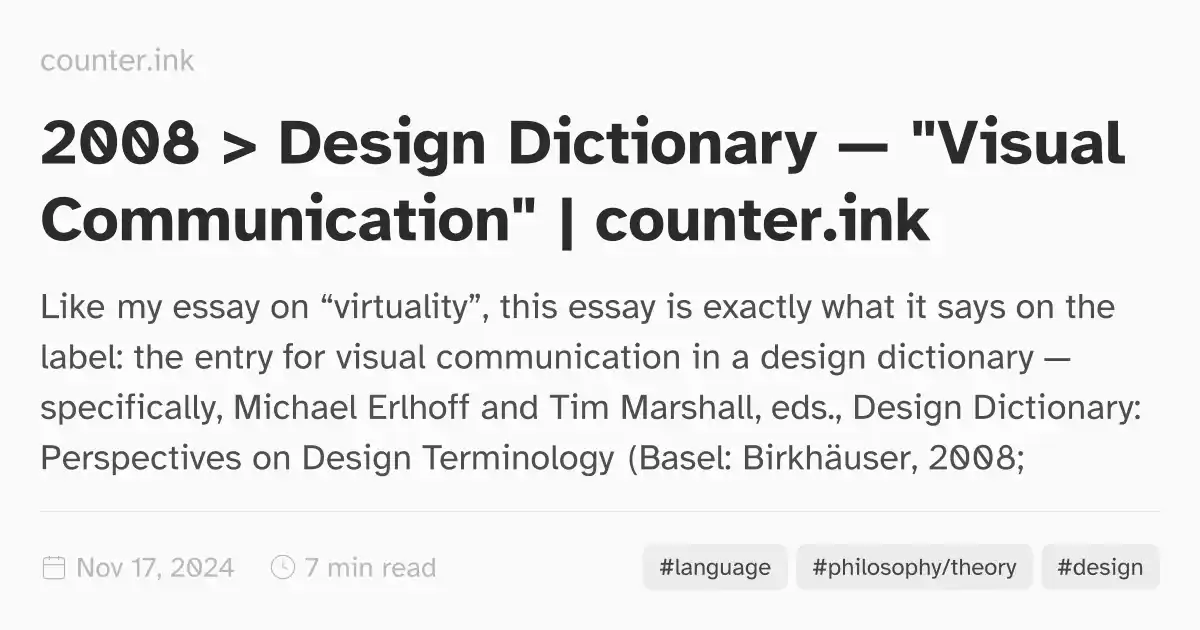 counter.ink
2008 > Design Dictionary — "Visual
Communication" | counter.ink
Like my essay on “virtuality”, this essay is exactly what it says on the
label: the entry for visual communication in a design dictionary —
specifically, Michael Erlhoff and Tim Marshall, eds., Design Dictionary:
Perspectives on Design Terminology (Basel: Birkhäuser, 2008;
Nov 17, 2024 7 min read #language #philosophy/theory #design